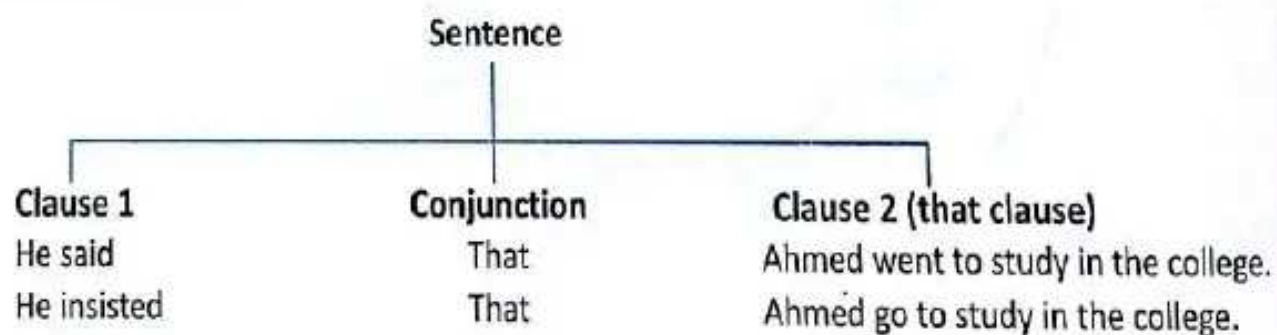 Sentence
Clause 1 Conjunction Clause 2 (that clause)
He said That Ahmed went to study in the college.
He insisted That Ahmed go to study in the college.